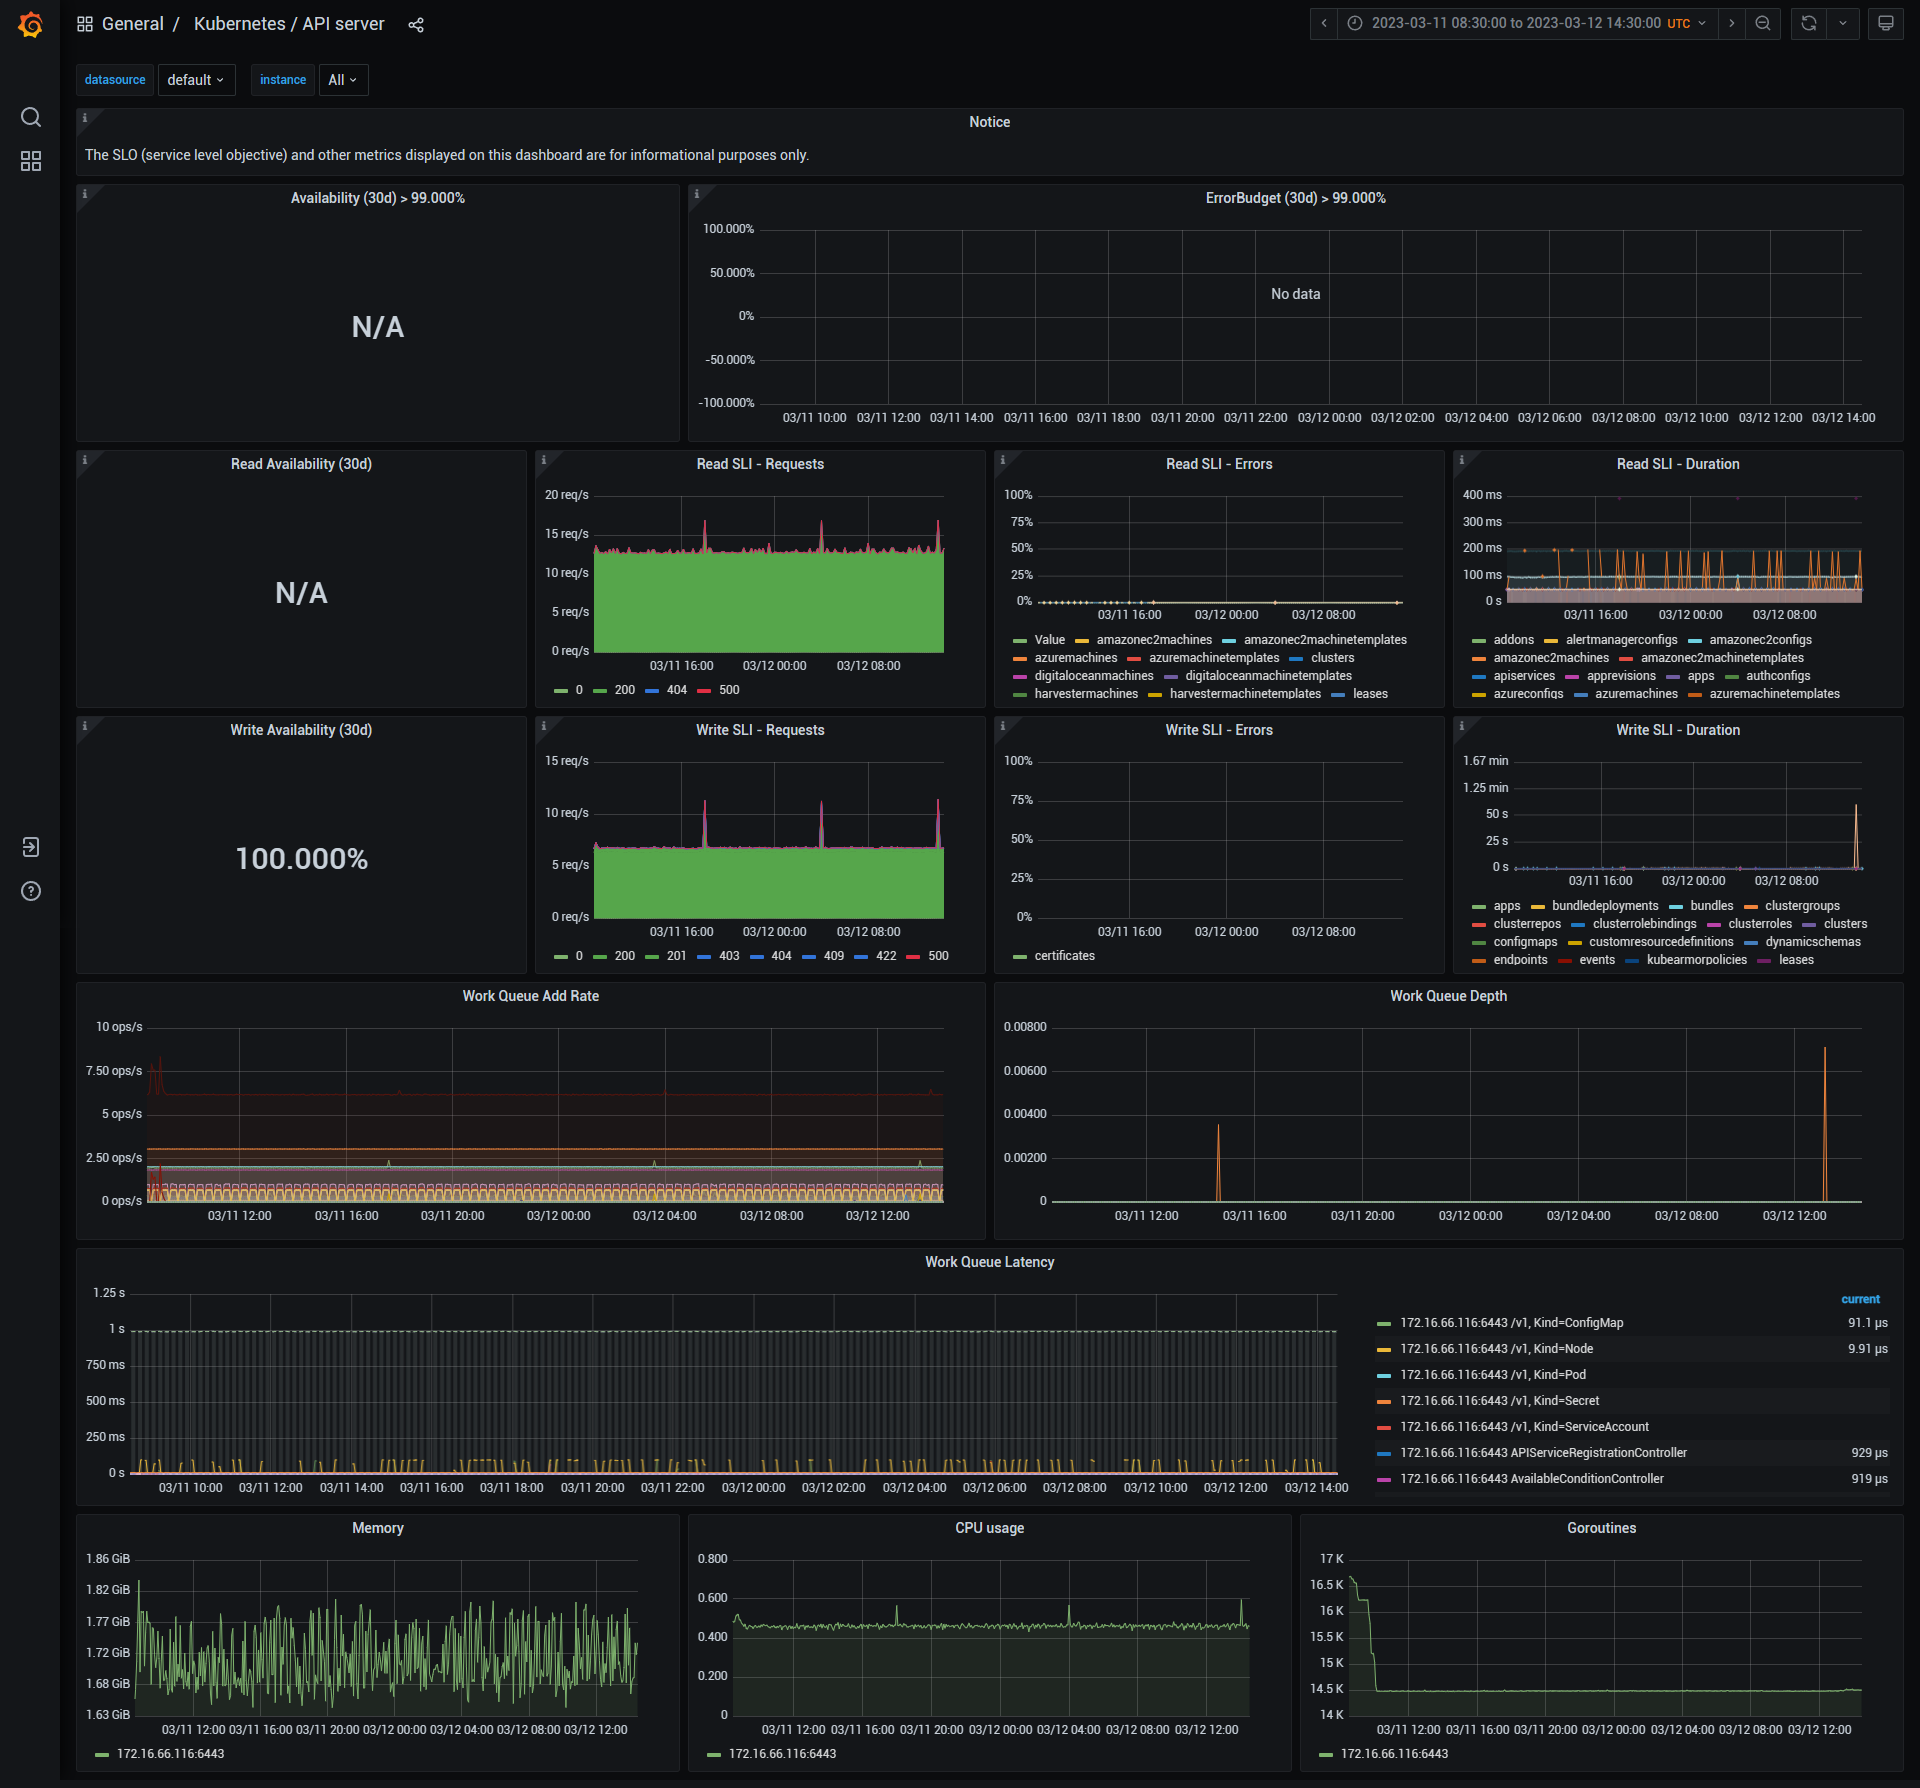 General / Kubernetes / API server
2023-03-11 08:30:00 to 2023-03-12 14:30:00 UTC
datasource default instance All
Notice
The SLO (service level objective) and other metrics displayed on this dashboard are for informational purposes only.
Availability (30d) > 99.000%
N/A
ErrorBudget (30d) > 99.000%
100.000%
50.000%
0%
-50.000%
-100.000%
No data
03/11 10:00 03/11 12:00 03/11 14:00 03/11 16:00 03/11 18:00 03/11 20:00 03/11 22:00 03/12 00:00 03/12 02:00 03/12 04:00 03/12 06:00 03/12 08:00 03/12 10:00 03/12 12:00 03/12 14:00
Read Availability (30d)
N/A
Read SLI - Requests
20 req/s
15 req/s
10 req/s
5 req/s
0 req/s
03/11 16:00 03/12 00:00 03/12 08:00
0 200 404 500
Read SLI - Errors
100%
75%
50%
25%
0%
03/11 16:00 03/12 00:00 03/12 08:00
Value amazonec2machines amazonec2machinetemplates
azuremachines azuremachinetemplates clusters
digitaloceanmachines digitaloceanmachinetemplates
harvestermachines harvestermachinetemplates leases
Read SLI - Duration
400 ms
300 ms
200 ms
100 ms
0 s
03/11 16:00 03/12 00:00 03/12 08:00
addons alertmanagerconfigs amazonec2configs
amazonec2machines amazonec2machinetemplates
apiservices apprevisions apps authconfigs
azureconfigs azuremachines azuremachinetemplates
Write Availability (30d)
100.000%
Write SLI - Requests
15 req/s
10 req/s
5 req/s
0 req/s
03/11 16:00 03/12 00:00 03/12 08:00
0 200 201 403 404 409 422 500
Write SLI - Errors
100%
75%
50%
25%
0%
03/11 16:00 03/12 00:00 03/12 08:00
certificates
Write SLI - Duration
1.67 min
1.25 min
50 s
25 s
0 s
03/11 16:00 03/12 00:00 03/12 08:00
apps bundledeployments bundles clustergroups
clusterrepos clusterrolebindings clusterroles clusters
configmaps customresourcedefinitions dynamicschemas
endpoints events kubearmorpolicies leases
Work Queue Add Rate
10 ops/s
7.50 ops/s
5 ops/s
2.50 ops/s
0 ops/s
03/11 12:00 03/11 16:00 03/11 20:00 03/12 00:00 03/12 04:00 03/12 08:00 03/12 12:00
Work Queue Depth
0.00800
0.00600
0.00400
0.00200
0
03/11 12:00 03/11 16:00 03/11 20:00 03/12 00:00 03/12 04:00 03/12 08:00 03/12 12:00
Work Queue Latency
1.25 s
1 s
750 ms
500 ms
250 ms
0 s
03/11 10:00 03/11 12:00 03/11 14:00 03/11 16:00 03/11 18:00 03/11 20:00 03/11 22:00 03/12 00:00 03/12 02:00 03/12 04:00 03/12 06:00 03/12 08:00 03/12 10:00 03/12 12:00 03/12 14:00
current
172.16.66.116:6443 /v1, Kind=ConfigMap 91.1 µs
172.16.66.116:6443 /v1, Kind=Node 9.91 µs
172.16.66.116:6443 /v1, Kind=Pod
172.16.66.116:6443 /v1, Kind=Secret
172.16.66.116:6443 /v1, Kind=ServiceAccount
172.16.66.116:6443 APIServiceRegistrationController 929 µs
172.16.66.116:6443 AvailableConditionController 919 µs
Memory
1.86 GiB
1.82 GiB
1.77 GiB
1.72 GiB
1.68 GiB
1.63 GiB
03/11 12:00 03/11 16:00 03/11 20:00 03/12 00:00 03/12 04:00 03/12 08:00 03/12 12:00
172.16.66.116:6443
CPU usage
0.800
0.600
0.400
0.200
0
03/11 12:00 03/11 16:00 03/11 20:00 03/12 00:00 03/12 04:00 03/12 08:00 03/12 12:00
172.16.66.116:6443
Goroutines
17 K
16.5 K
16 K
15.5 K
15 K
14.5 K
14 K
03/11 12:00 03/11 16:00 03/11 20:00 03/12 00:00 03/12 04:00 03/12 08:00 03/12 12:00
172.16.66.116:6443